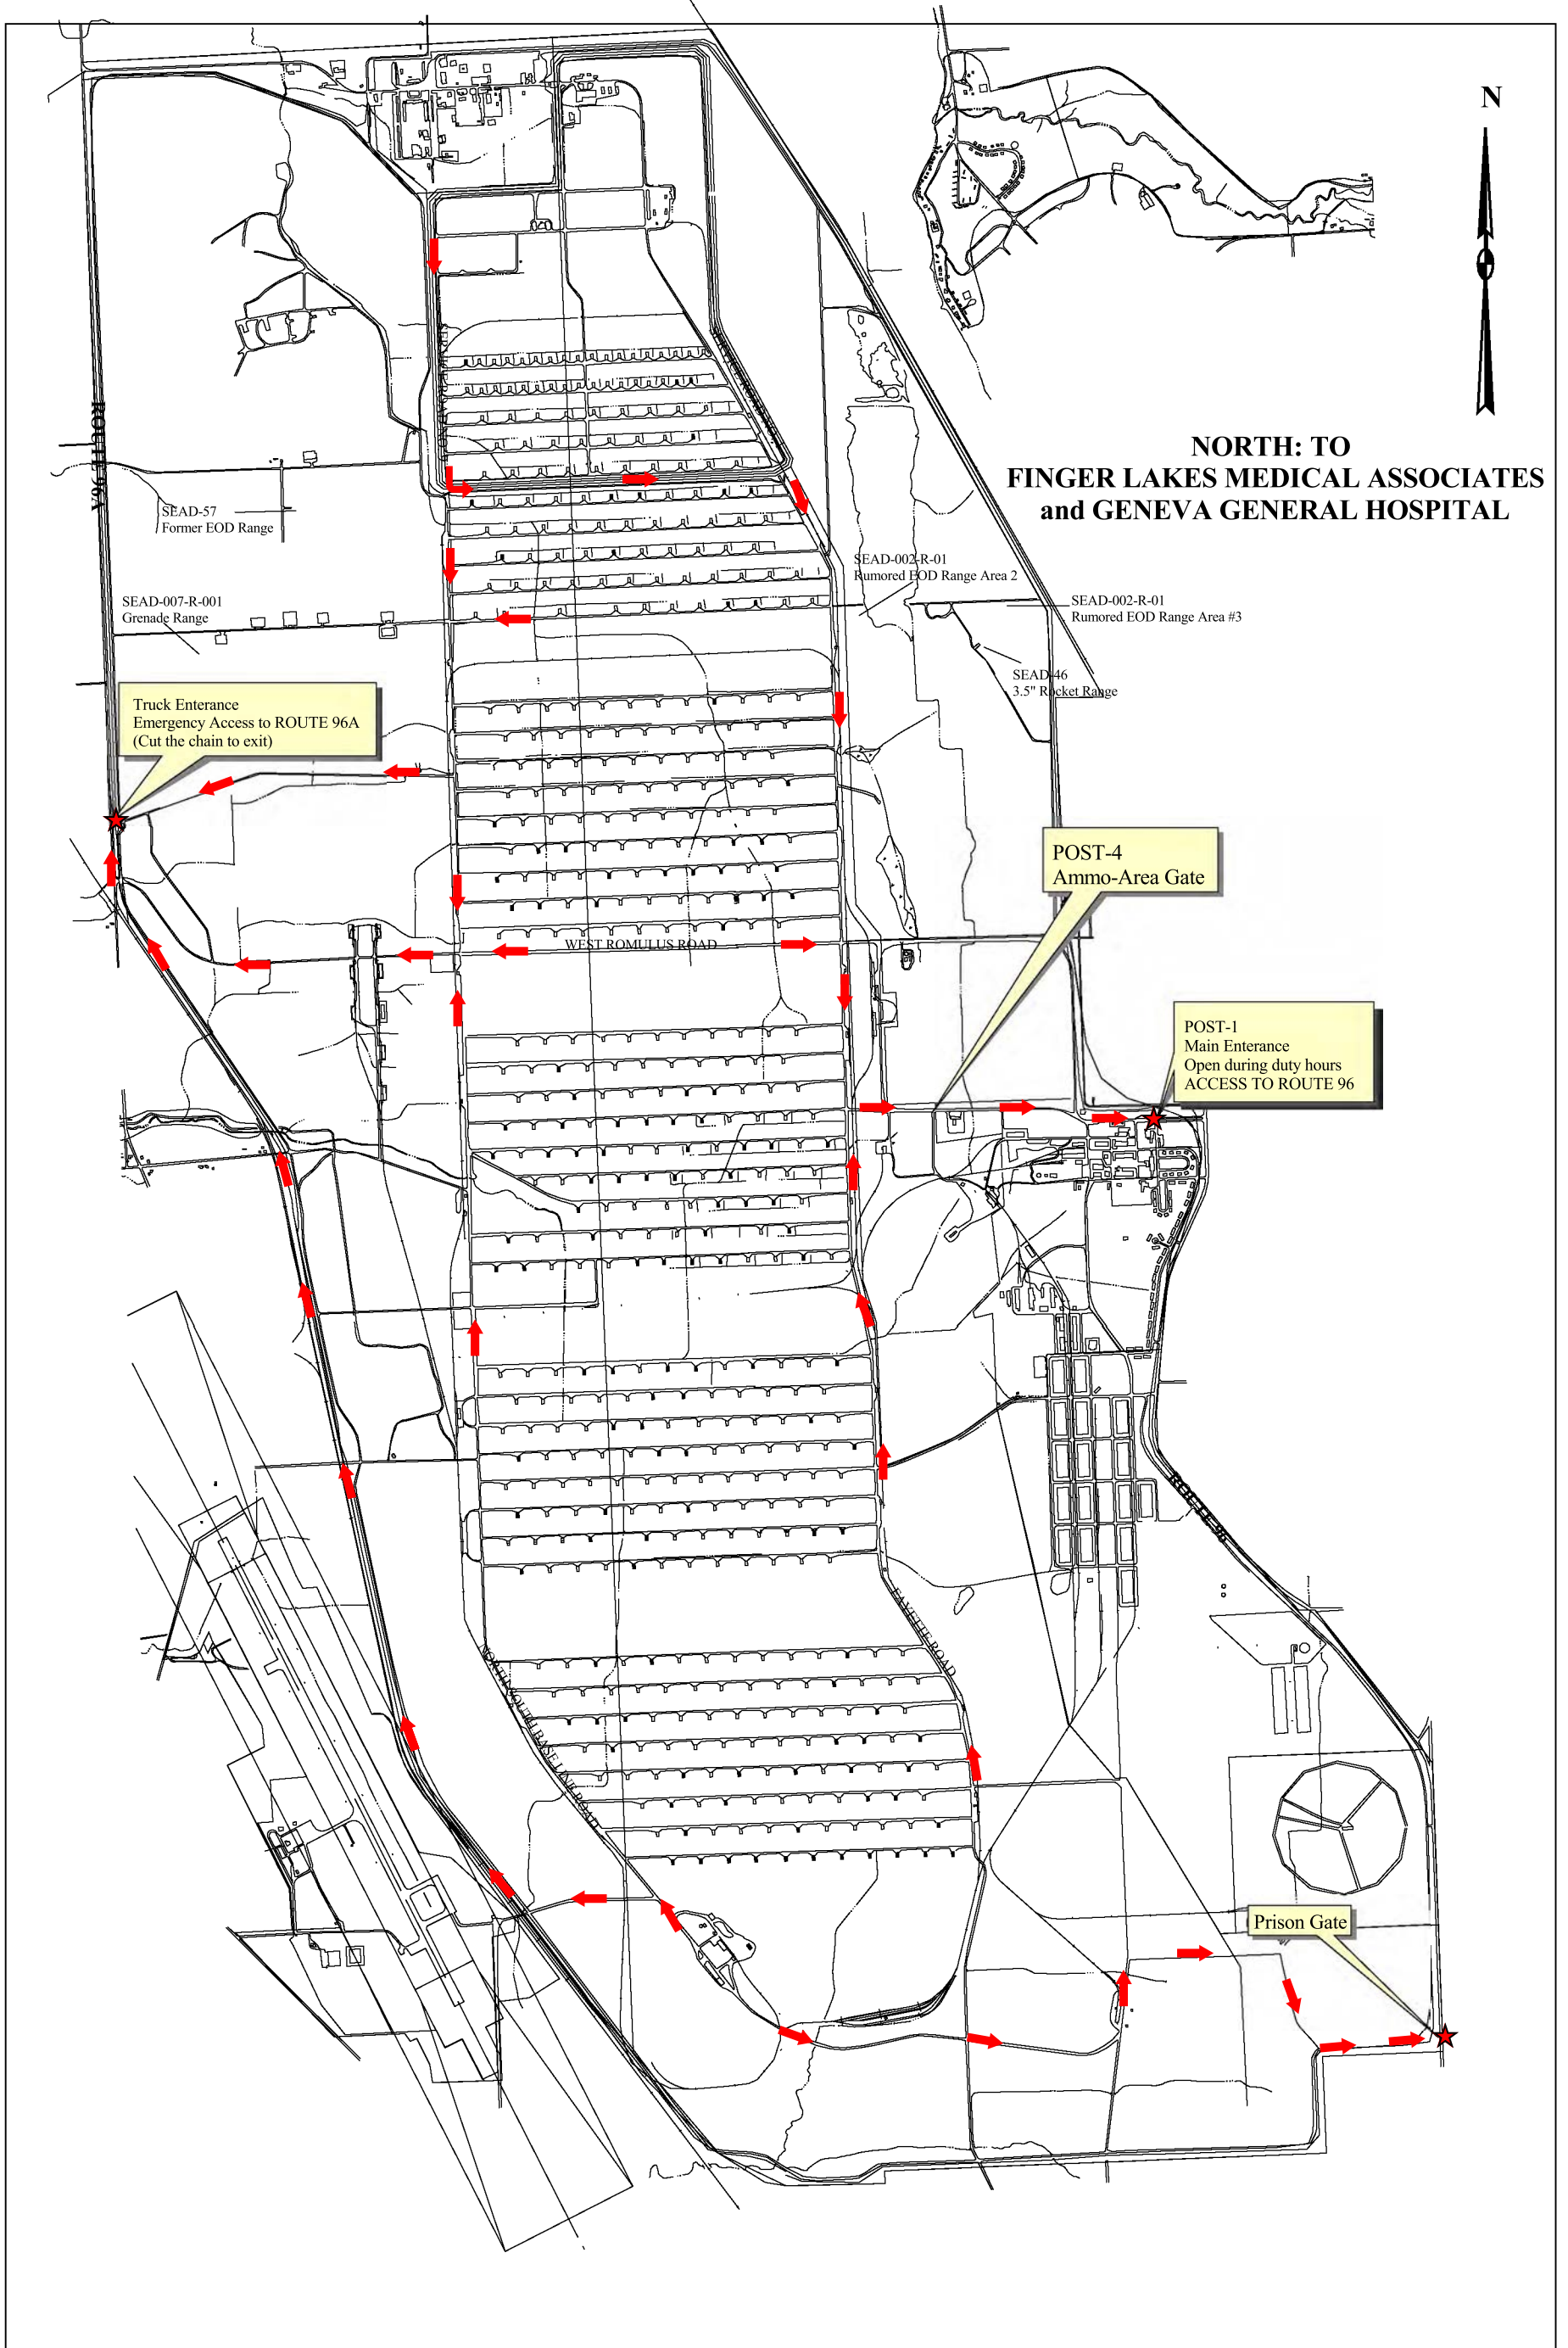 N
NORTH: TO
FINGER LAKES MEDICAL ASSOCIATES
and GENEVA GENERAL HOSPITAL
ROUTE 96A
SEAD-57
Former EOD Range
SEAD-002-R-01
Rumored EOD Range Area 2
SEAD-007-R-001
Grenade Range
SEAD-002-R-01
Rumored EOD Range Area #3
SEAD-46
3.5" Rocket Range
Truck Enterance
Emergency Access to ROUTE 96A
(Cut the chain to exit)
POST-4
Ammo-Area Gate
WEST ROMULUS ROAD
POST-1
Main Enterance
Open during duty hours
ACCESS TO ROUTE 96
FAYETTE ROAD
NORTH-SOUTH BASELINE ROAD
Prison Gate